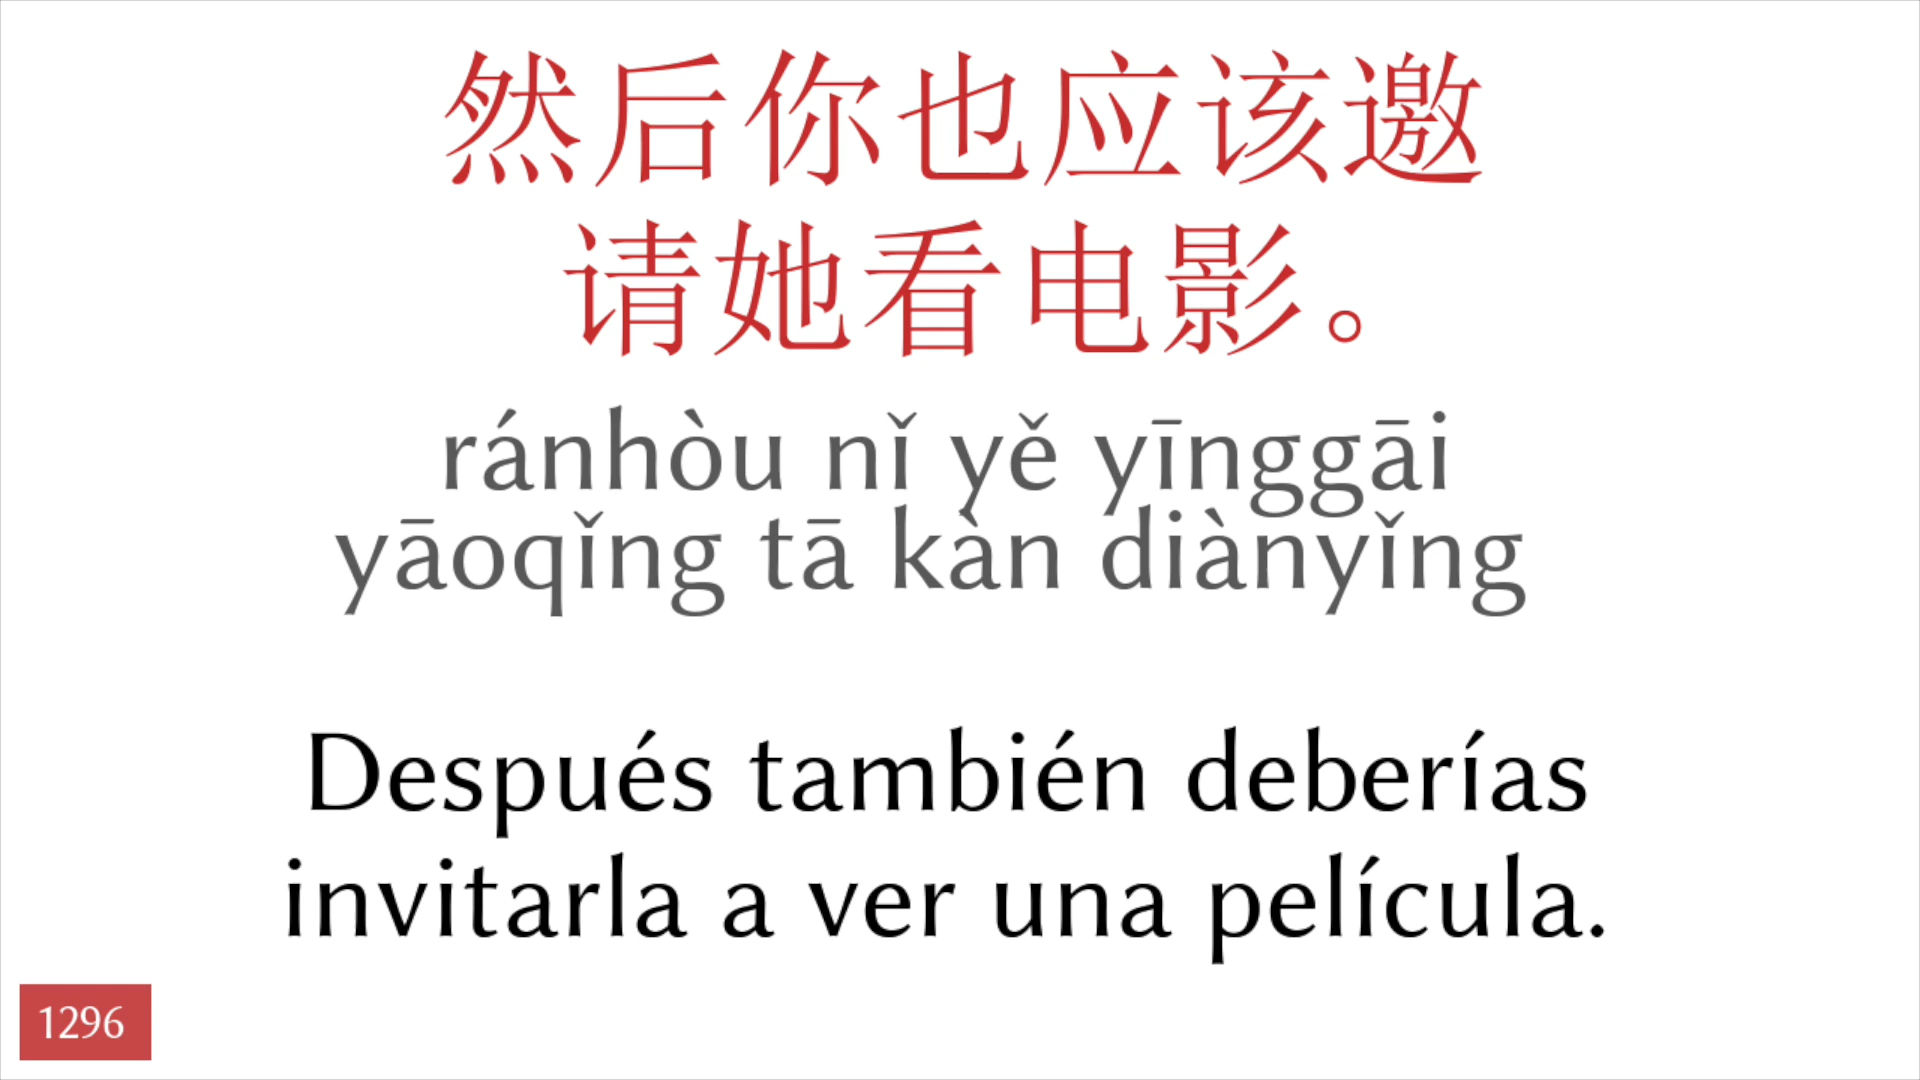 然后你也应该邀
请她看电影。
ránhòu nǐ yě yīnggāi
yāoqǐng tā kàn diànyǐng
Después también deberías
invitarla a ver una película.
1296